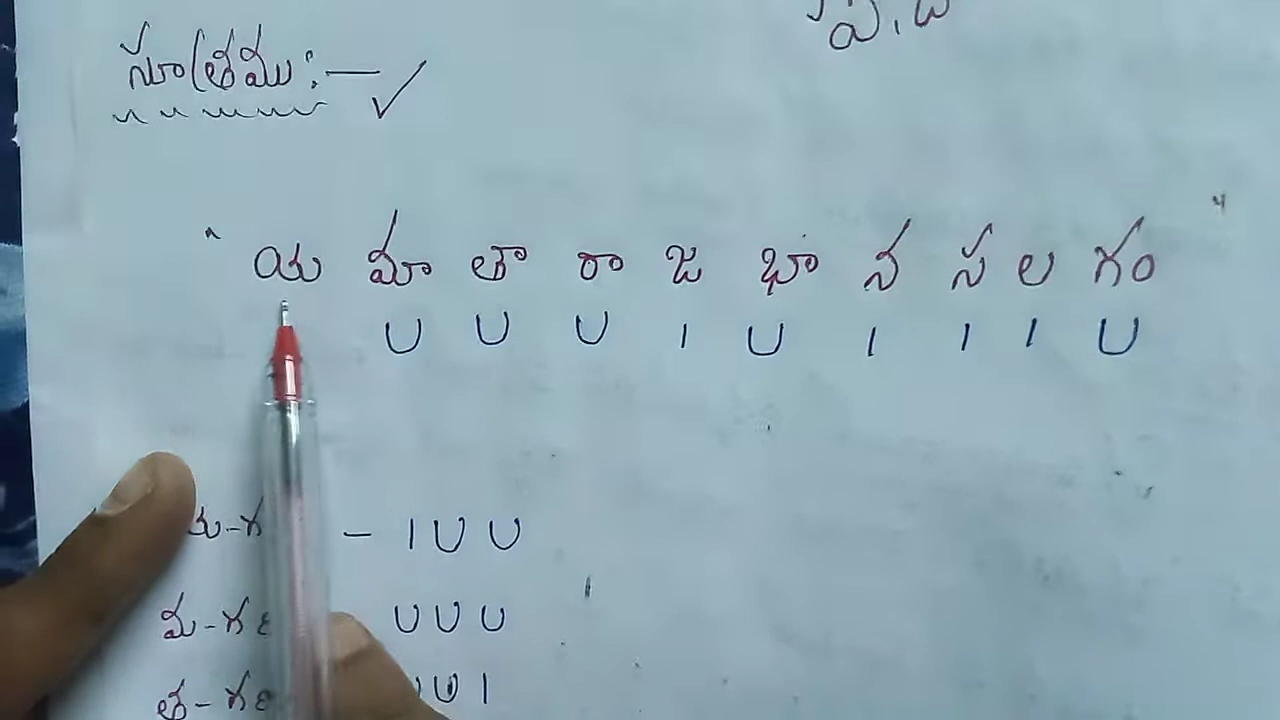 సూత్రము :- ✓
" య మా తా రా జ భా న స ల గం "
U U U I U I I I U
- I U U
మ - గ U U U
త - గ U U I